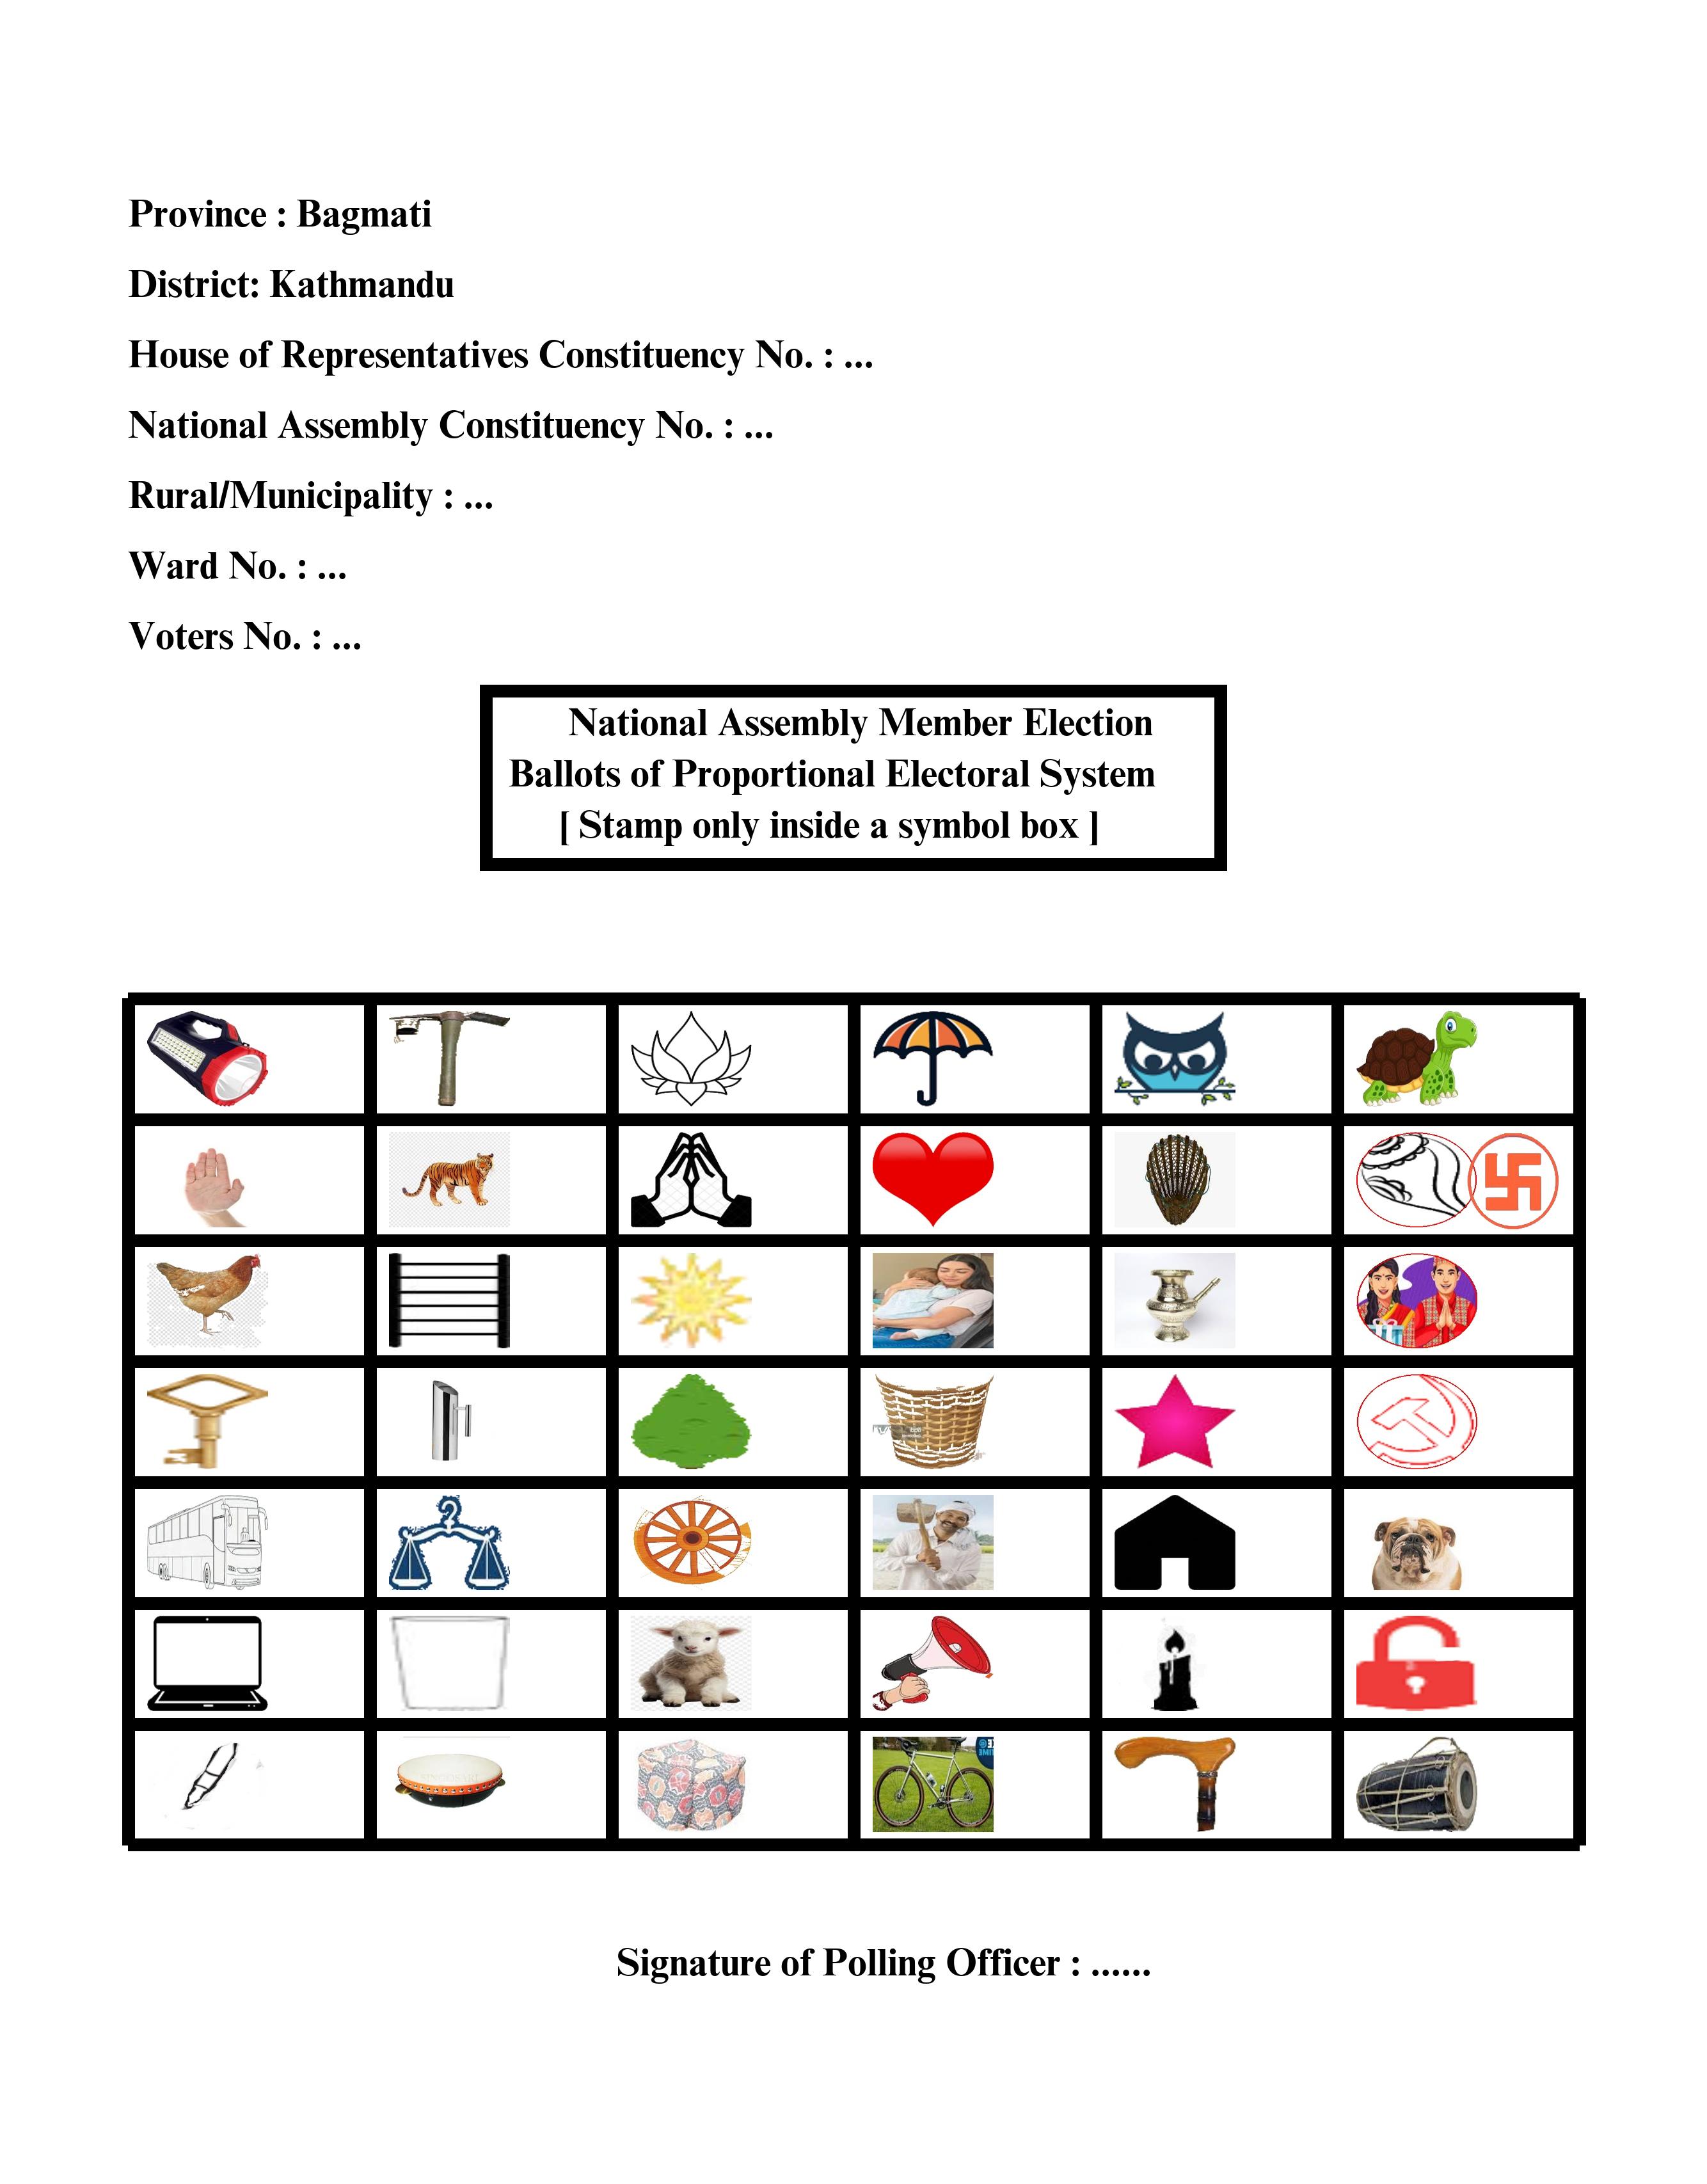 Province : Bagmati
District: Kathmandu
House of Representatives Constituency No. : ...
National Assembly Constituency No. : ...
Rural/Municipality : ...
Ward No. : ...
Voters No. : ...
National Assembly Member Election
Ballots of Proportional Electoral System
[ Stamp only inside a symbol box ]
Signature of Polling Officer : ......